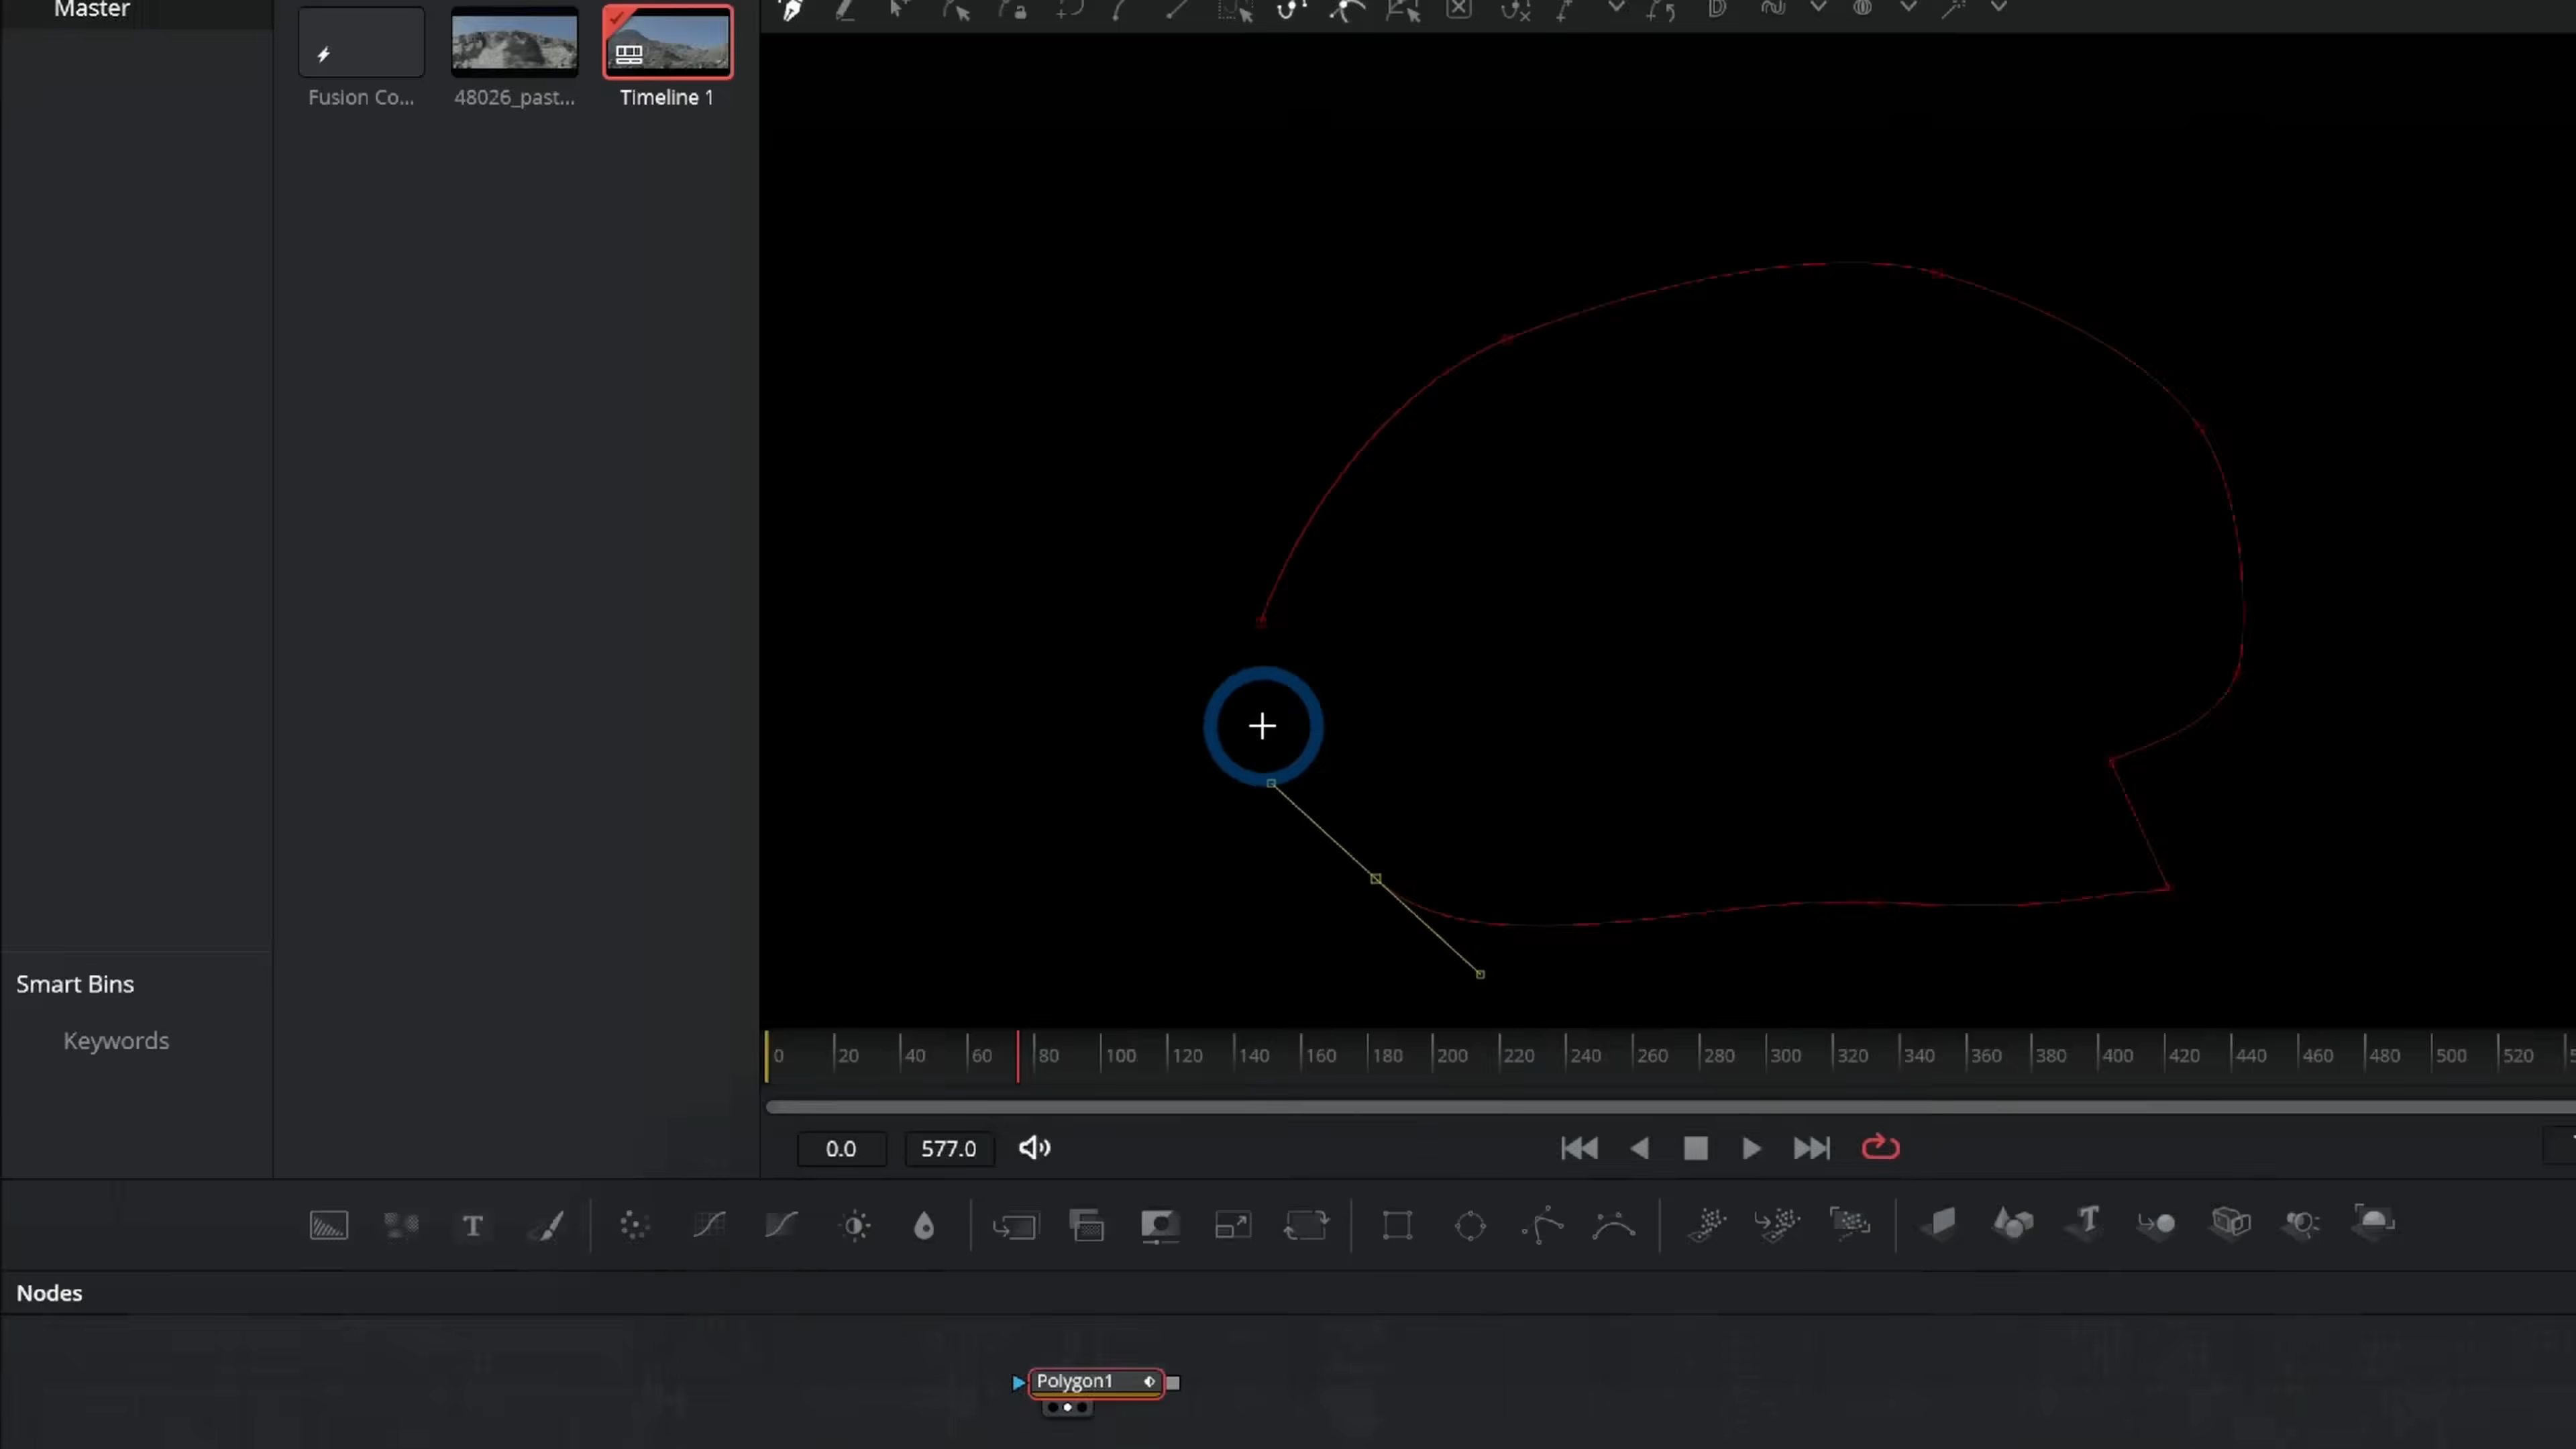 Master
Fusion Co...
48026_past...
Timeline 1
Smart Bins
Keywords
0 20 40 60 80 100 120 140 160 180 200 220 240 260 280 300 320 340 360 380 400 420 440 460 480 500 520
0.0 577.0
T
T
Nodes
Polygon1